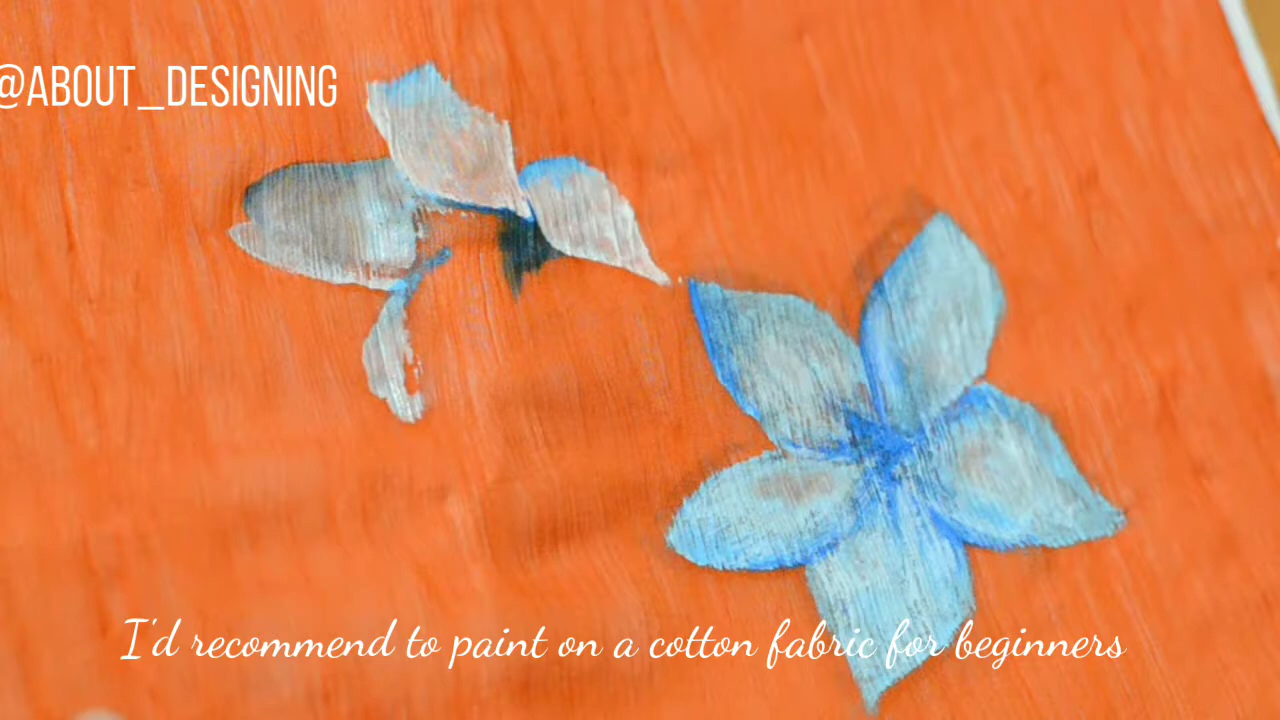 @ABOUT_DESIGNING
I'd recommend to paint on a cotton fabric for beginners